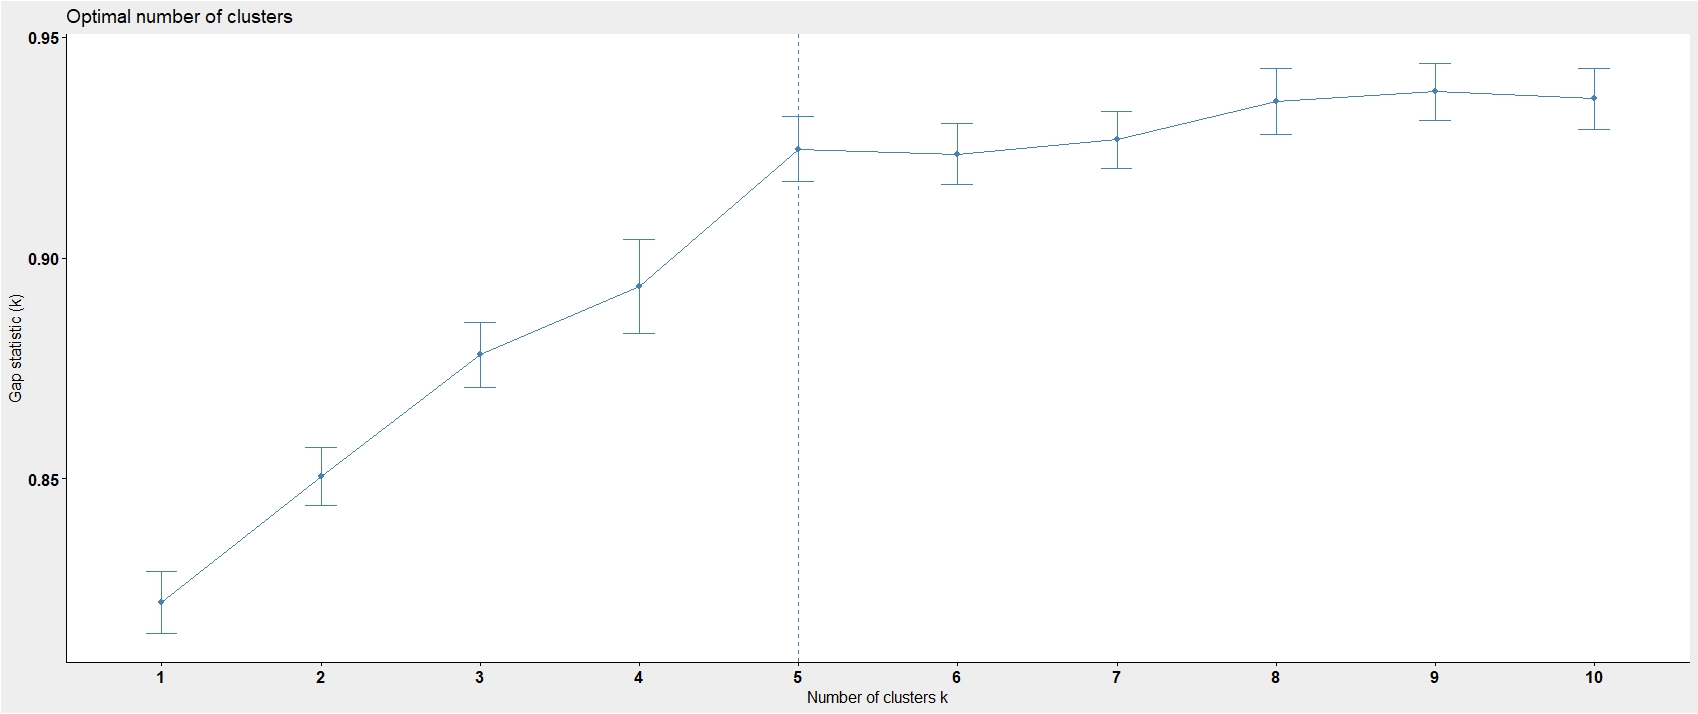 Optimal number of clusters
0.95
0.90
0.85
Gap statistic (k)
1 2 3 4 5 6 7 8 9 10
Number of clusters k